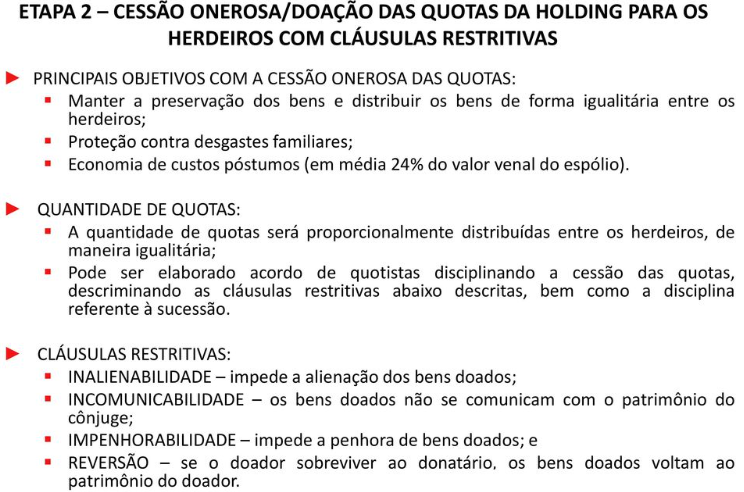 ETAPA 2 – CESSÃO ONEROSA/DOAÇÃO DAS QUOTAS DA HOLDING PARA OS
HERDEIROS COM CLÁUSULAS RESTRITIVAS
PRINCIPAIS OBJETIVOS COM A CESSÃO ONEROSA DAS QUOTAS:
Manter a preservação dos bens e distribuir os bens de forma igualitária entre os
herdeiros;
Proteção contra desgastes familiares;
Economia de custos póstumos (em média 24% do valor venal do espólio).
QUANTIDADE DE QUOTAS:
A quantidade de quotas será proporcionalmente distribuídas entre os herdeiros, de
maneira igualitária;
Pode ser elaborado acordo de quotistas disciplinando a cessão das quotas,
descriminando as cláusulas restritivas abaixo descritas, bem como a disciplina
referente à sucessão.
CLÁUSULAS RESTRITIVAS:
INALIENABILIDADE – impede a alienação dos bens doados;
INCOMUNICABILIDADE – os bens doados não se comunicam com o patrimônio do
cônjuge;
IMPENHORABILIDADE – impede a penhora de bens doados; e
REVERSÃO – se o doador sobreviver ao donatário, os bens doados voltam ao
patrimônio do doador.